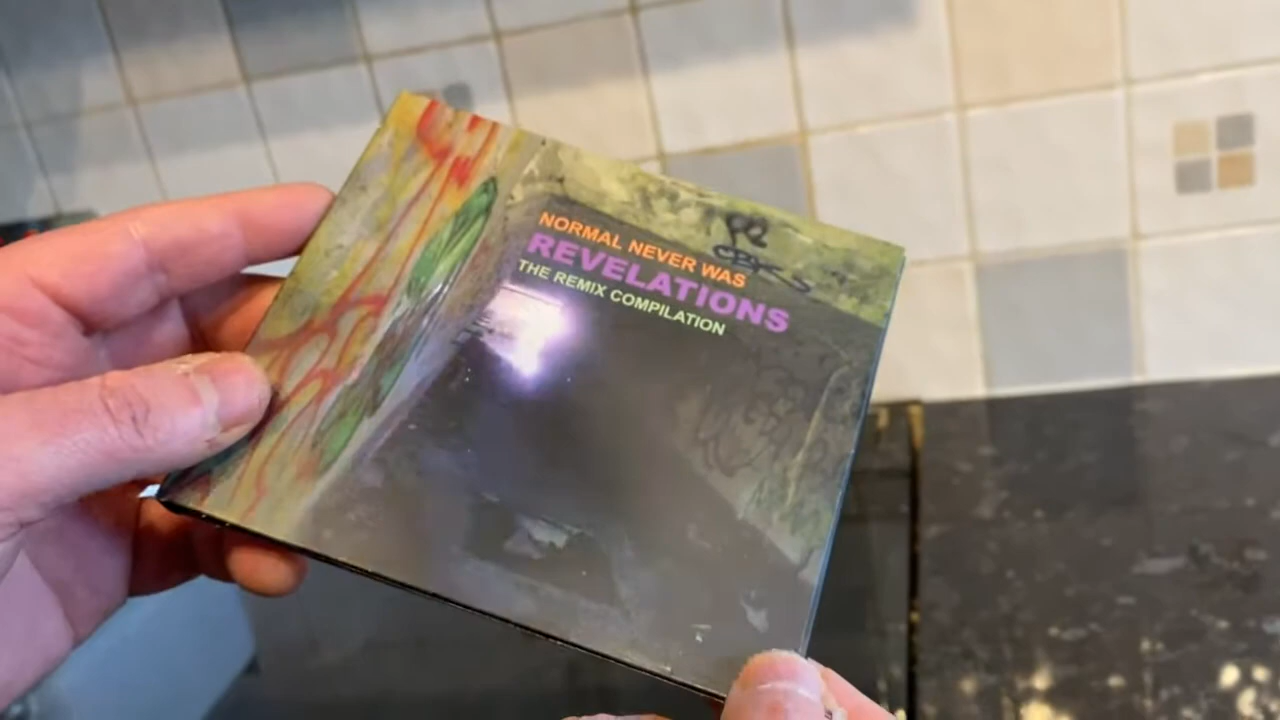 NORMAL NEVER WAS
REVELATIONS
THE REMIX COMPILATION